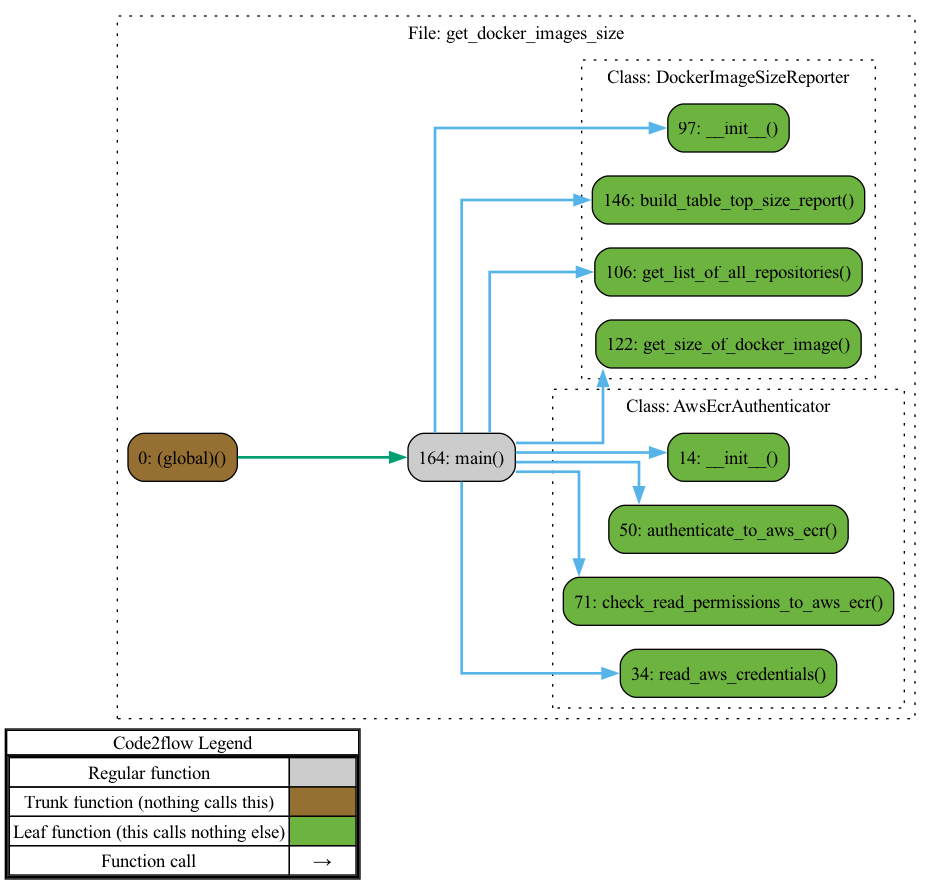 File: get_docker_images_size
Class: DockerImageSizeReporter
97: __init__()
146: build_table_top_size_report()
106: get_list_of_all_repositories()
122: get_size_of_docker_image()
Class: AwsEcrAuthenticator
0: (global)()
164: main()
14: __init__()
50: authenticate_to_aws_ecr()
71: check_read_permissions_to_aws_ecr()
34: read_aws_credentials()
Code2flow Legend
Regular function
Trunk function (nothing calls this)
Leaf function (this calls nothing else)
Function call →